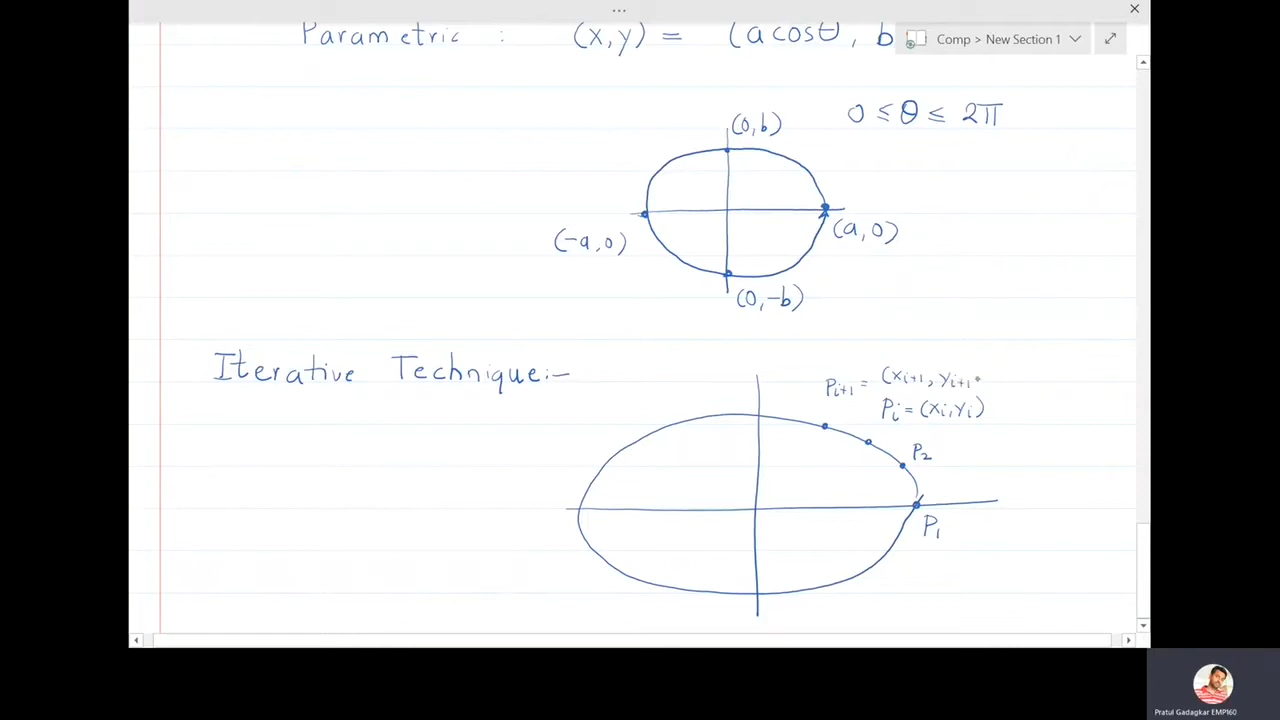 Parametric : (x,y) = (a cosθ, b
Comp > New Section 1
0 ≤ θ ≤ 2π
(0,b)
(-a,0)
(a,0)
(0,-b)
Iterative Technique:-
Pi+1 = (xi+1, yi+1
Pi = (xi, yi)
P2
P1
Pratul Gadagkar EMP160